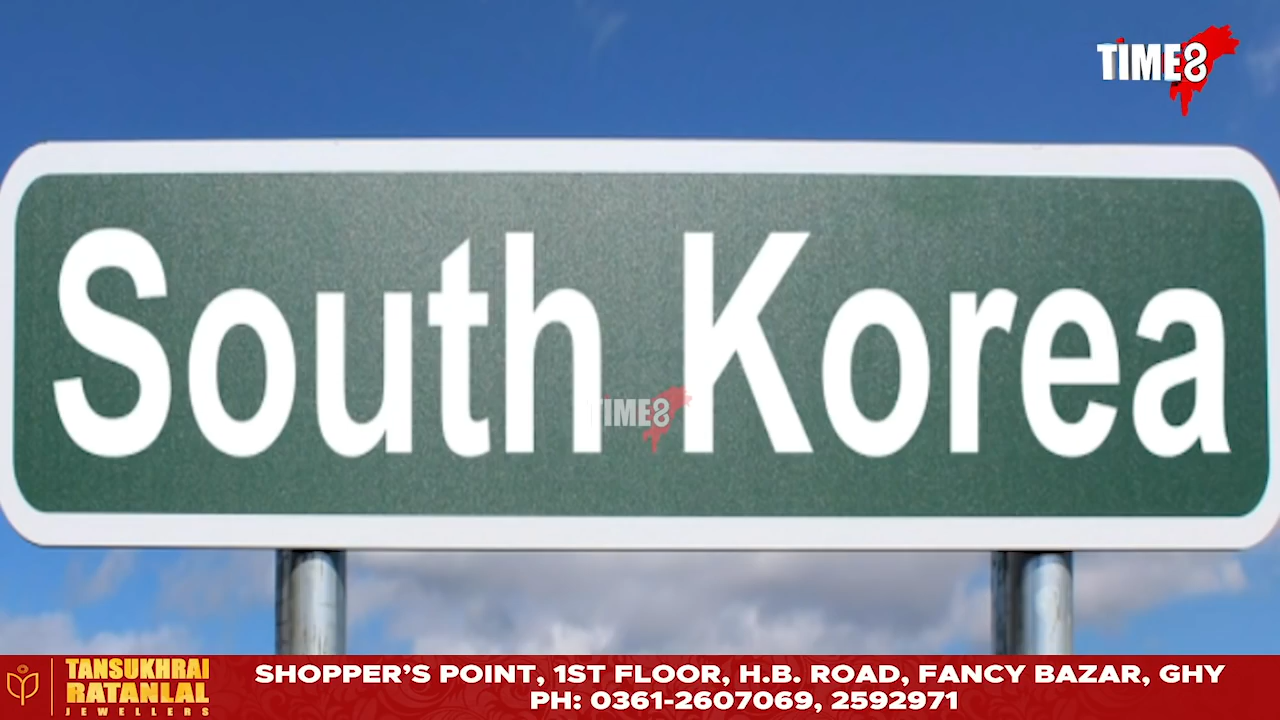 TIME8
South Korea
TIME8
TANSUKHRAI
RATANLAL
JEWELLERS
SHOPPER'S POINT, 1ST FLOOR, H.B. ROAD, FANCY BAZAR, GHY
PH: 0361-2607069, 2592971